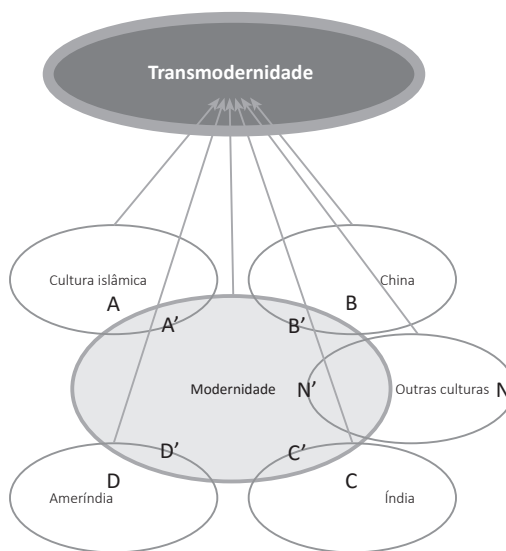 Transmodernidade
Cultura islâmica
China
A
B
A’
B’
Modernidade
N’
Outras culturas
N
D’
C’
D
C
Ameríndia
Índia